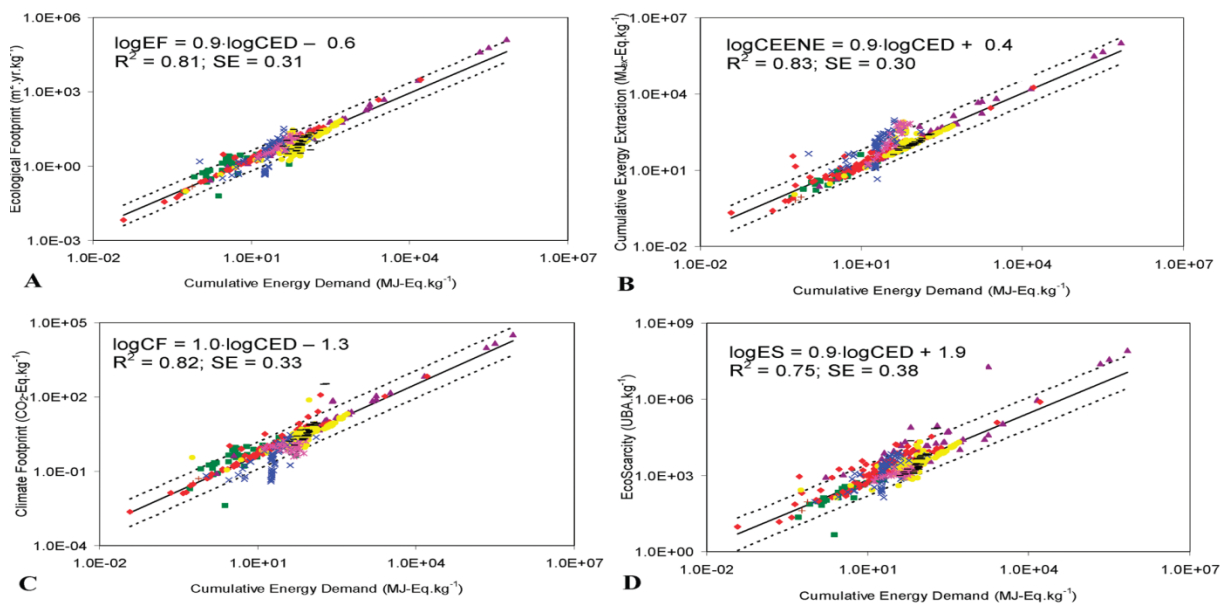 1.0E+06
logEF = 0.9·logCED – 0.6
R² = 0.81; SE = 0.31
1.0E+03
1.0E+00
1.0E-03
1.0E-02 1.0E+01 1.0E+04 1.0E+07
Ecological Footprint
A
Cumulative Energy Demand (MJ-Eq.kg⁻¹)
1.0E+07
logCEENE = 0.9·logCED + 0.4
R² = 0.83; SE = 0.30
1.0E+04
1.0E+01
1.0E-02
1.0E-02 1.0E+01 1.0E+04 1.0E+07
Cumulative Exergy Extraction (MJex-Eq.kg⁻¹)
B
Cumulative Energy Demand (MJ-Eq.kg⁻¹)
1.0E+05
logCF = 1.0·logCED – 1.3
R² = 0.82; SE = 0.33
1.0E+02
1.0E-01
1.0E-04
1.0E-02 1.0E+01 1.0E+04 1.0E+07
Climate Footprint (CO₂-Eq.kg⁻¹)
C
Cumulative Energy Demand (MJ-Eq.kg⁻¹)
1.0E+09
logES = 0.9·logCED + 1.9
R² = 0.75; SE = 0.38
1.0E+06
1.0E+03
1.0E+00
1.0E-02 1.0E+01 1.0E+04 1.0E+07
EcoScarcity (UBA.kg⁻¹)
D
Cumulative Energy Demand (MJ-Eq.kg⁻¹)